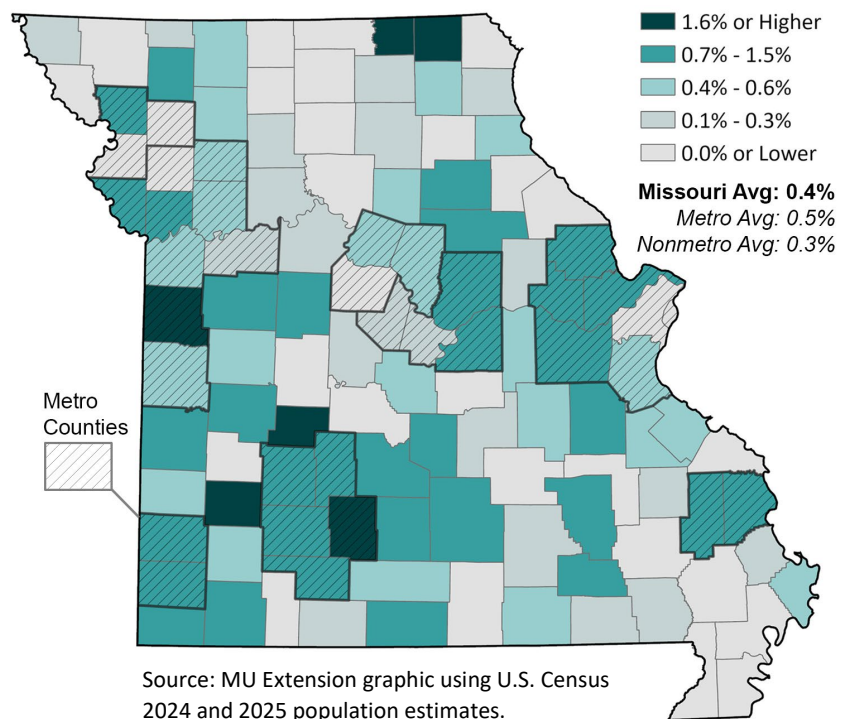 1.6% or Higher
0.7% - 1.5%
0.4% - 0.6%
0.1% - 0.3%
0.0% or Lower
Missouri Avg: 0.4%
Metro Avg: 0.5%
Nonmetro Avg: 0.3%
Metro
Counties
Source: MU Extension graphic using U.S. Census
2024 and 2025 population estimates.